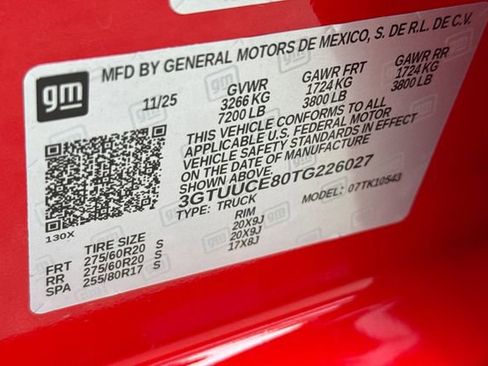 MFD BY GENERAL MOTORS DE MEXICO, S. DE R.L. DE C.V.
gm
11/25 GVWR GAWR FRT GAWR RR
3266 KG 1724 KG 1724 KG
7200 LB 3800 LB 3800 LB
THIS VEHICLE CONFORMS TO ALL
APPLICABLE U.S. FEDERAL MOTOR
VEHICLE SAFETY STANDARDS IN
EFFECT ON THE DATE OF MANUFACTURE
SHOWN ABOVE
3GTUUCE80TG226027
TYPE: TRUCK MODEL: 07TK10543
130X
TIRE SIZE RIM
FRT 275/60R20 S 20X9J
RR 275/60R20 S 20X9J
SPA 255/80R17 S 17X8J